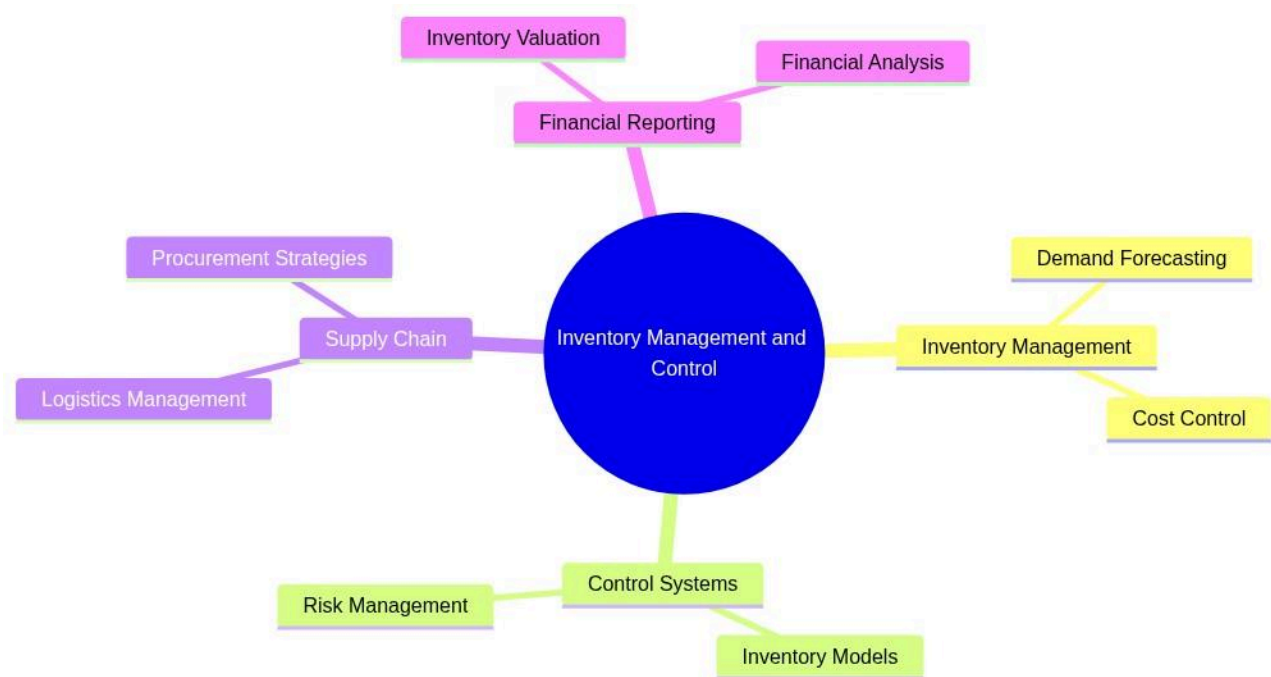 Inventory Valuation
Financial Analysis
Financial Reporting
Procurement Strategies
Demand Forecasting
Supply Chain
Inventory Management and
Control
Inventory Management
Logistics Management
Cost Control
Control Systems
Risk Management
Inventory Models